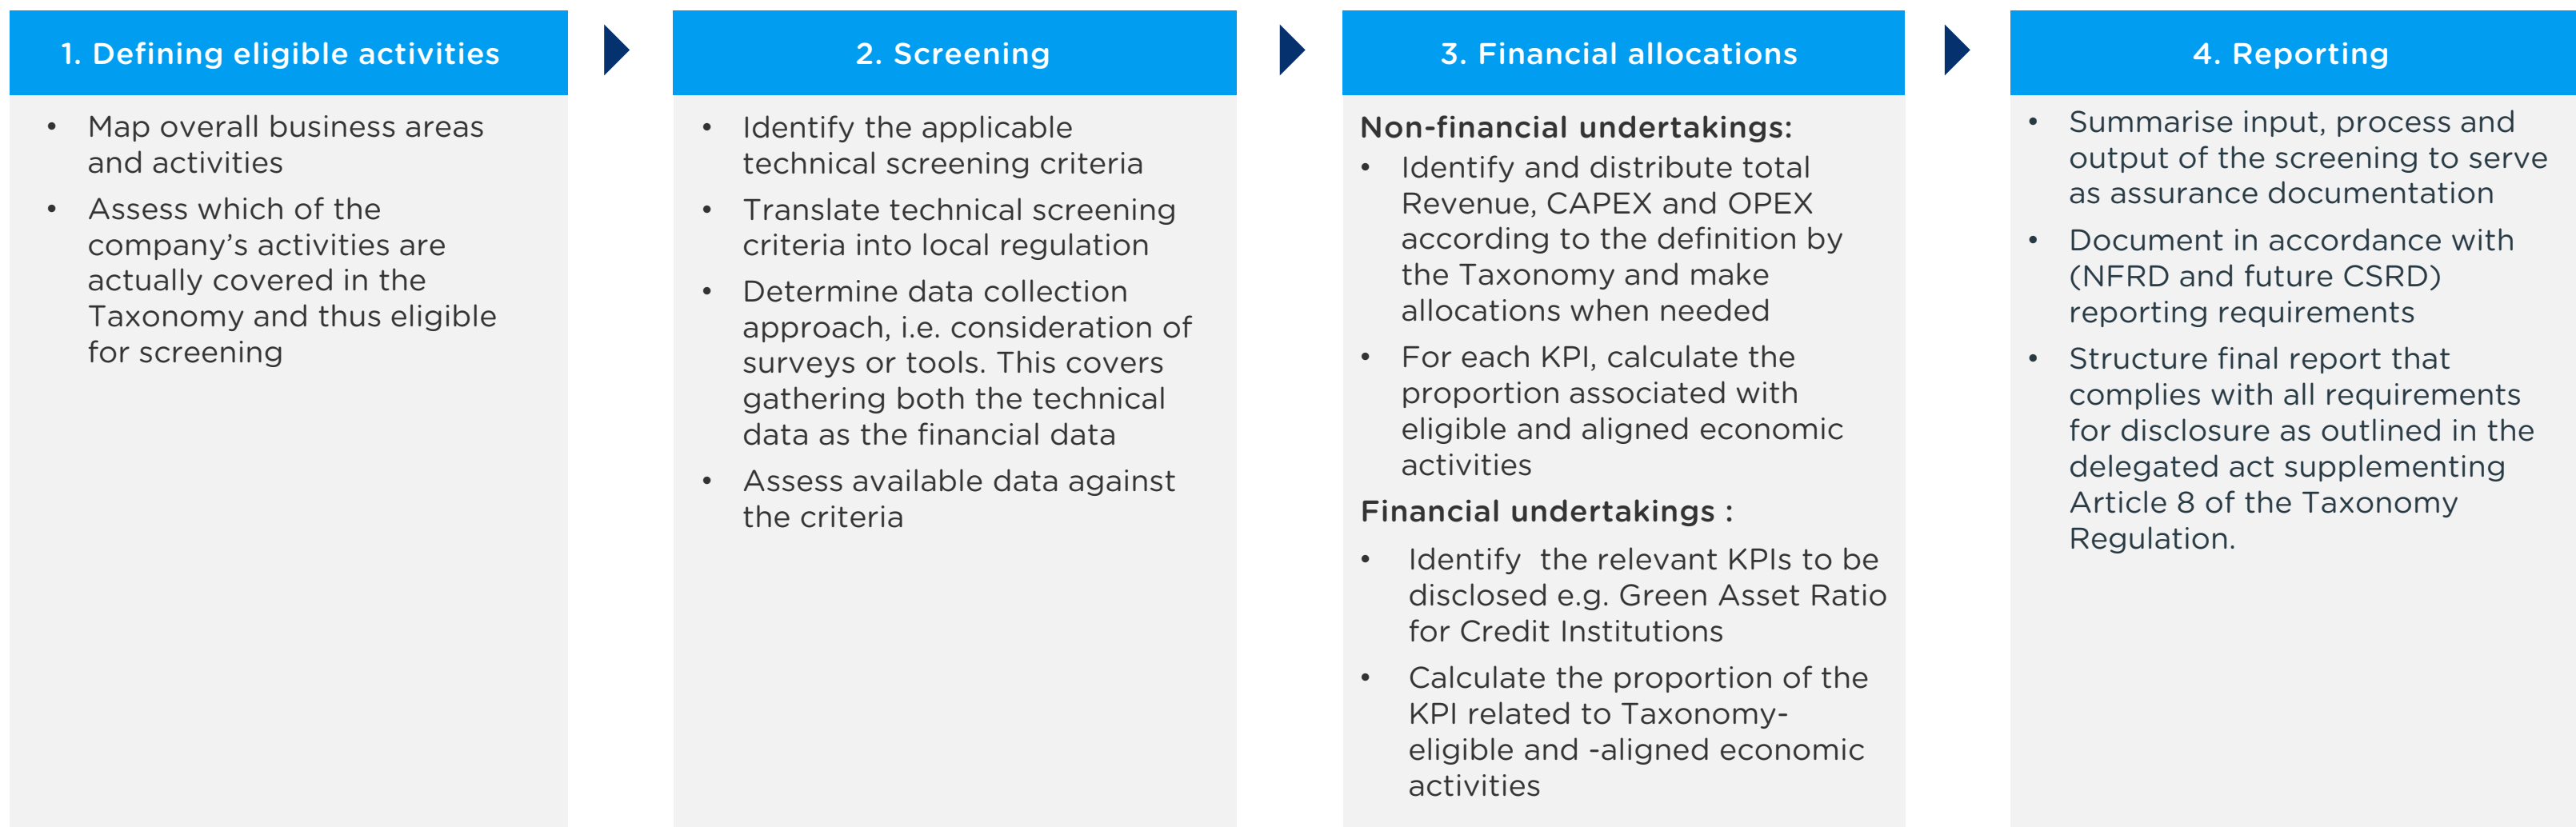 1. Defining eligible activities
• Map overall business areas
and activities
• Assess which of the
company’s activities are
actually covered in the
Taxonomy and thus eligible
for screening
2. Screening
• Identify the applicable
technical screening criteria
• Translate technical screening
criteria into local regulation
• Determine data collection
approach, i.e. consideration of
surveys or tools. This covers
gathering both the technical
data as the financial data
• Assess available data against
the criteria
3. Financial allocations
Non-financial undertakings:
• Identify and distribute total
Revenue, CAPEX and OPEX
according to the definition by
the Taxonomy and make
allocations when needed
• For each KPI, calculate the
proportion associated with
eligible and aligned economic
activities
Financial undertakings :
• Identify  the relevant KPIs to be
disclosed e.g. Green Asset Ratio
for Credit Institutions
• Calculate the proportion of the
KPI related to Taxonomy-
eligible and -aligned economic
activities
4. Reporting
• Summarise input, process and
output of the screening to serve
as assurance documentation
• Document in accordance with
(NFRD and future CSRD)
reporting requirements
• Structure final report that
complies with all requirements
for disclosure as outlined in the
delegated act supplementing
Article 8 of the Taxonomy
Regulation.